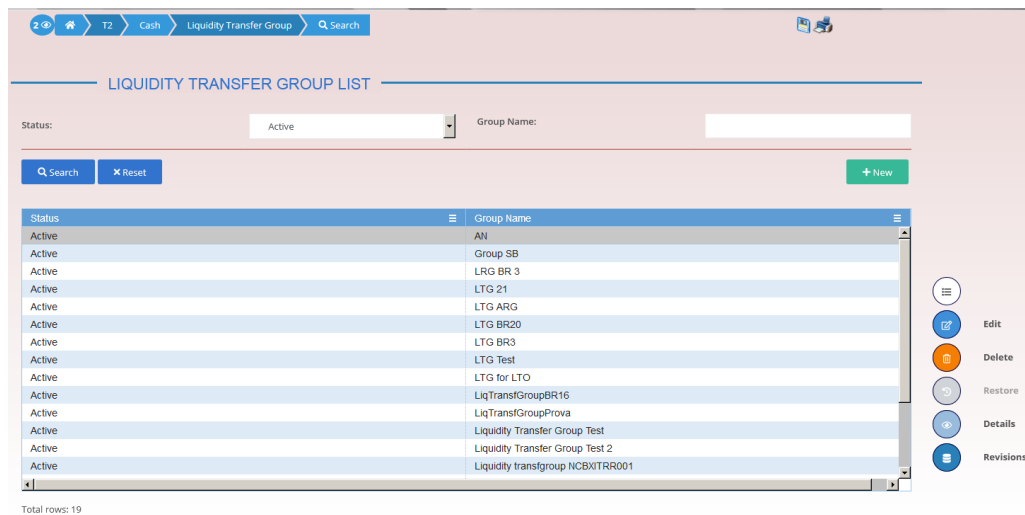 2 T2 Cash Liquidity Transfer Group Search
LIQUIDITY TRANSFER GROUP LIST
Status: Active Group Name:
Search Reset New
Status Group Name
Active AN
Active Group SB
Active LRG BR 3
Active LTG 21
Active LTG ARG
Active LTG BR20
Active LTG BR3
Active LTG Test
Active LTG for LTO
Active LiqTransfGroupBR16
Active LiqTransfGroupProva
Active Liquidity Transfer Group Test
Active Liquidity Transfer Group Test 2
Active Liquidity transfgroup NCBXITRR001
Edit
Delete
Restore
Details
Revisions
Total rows: 19